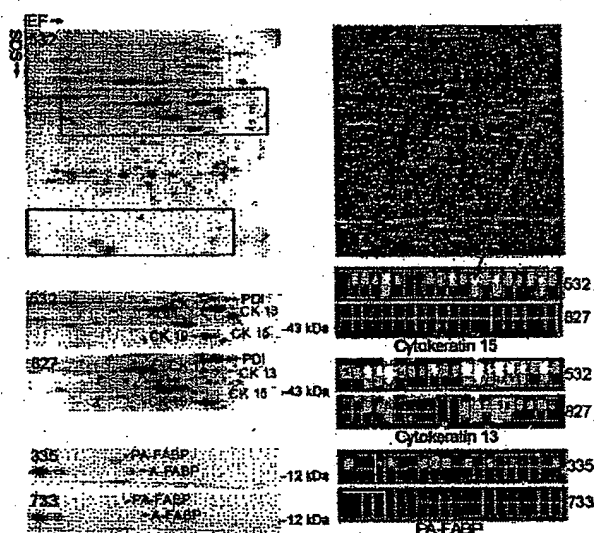 IEF→
SDS
532
532
827
PDI
CK 13
CK 15
-43 kDa
Cytokeratin 15
827
PDI
CK 13
CK 15
-43 kDa
532
827
Cytokeratin 13
335
PA-FABP
A-FABP
-12 kDa
335
733
PA-FABP
A-FABP
-12 kDa
733
PA-FABP